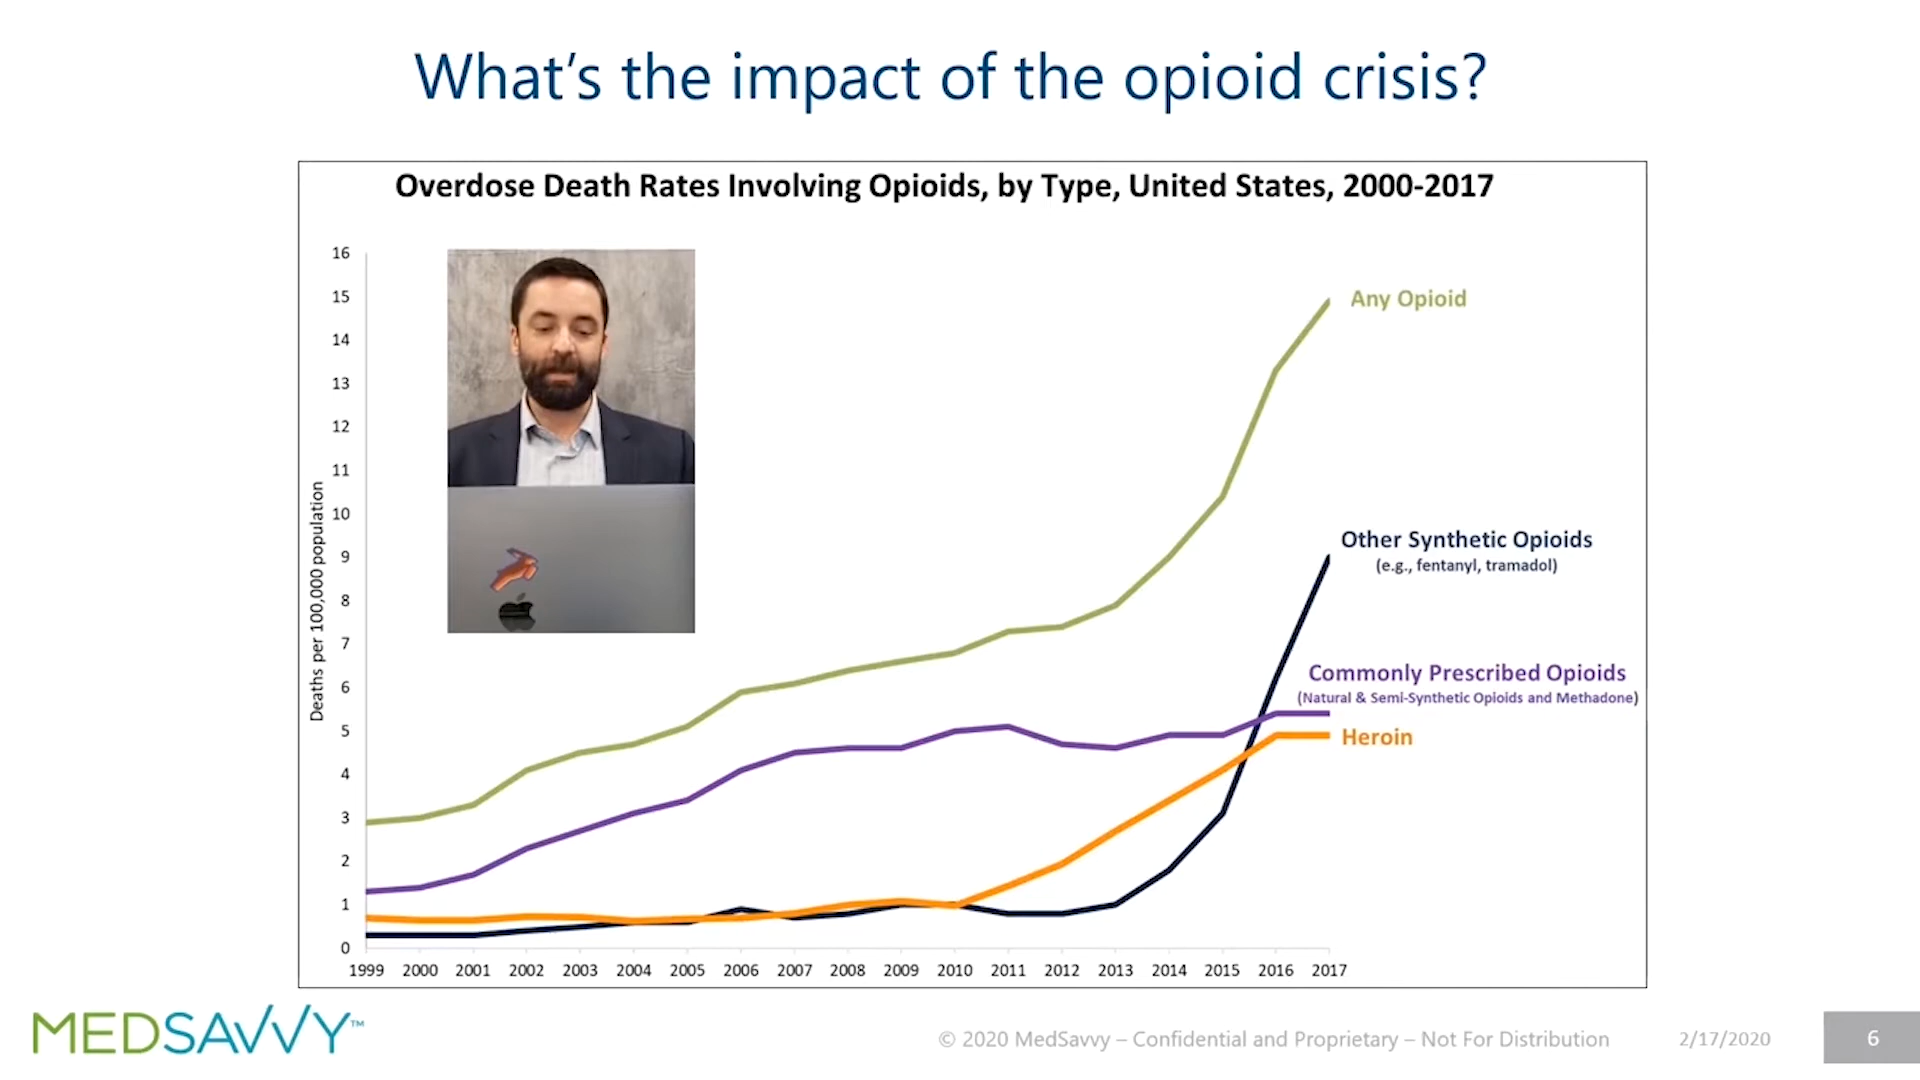 What's the impact of the opioid crisis?
Overdose Death Rates Involving Opioids, by Type, United States, 2000-2017
Deaths per 100,000 population
16
15
14
13
12
11
10
9
8
7
6
5
4
3
2
1
0
Any Opioid
Other Synthetic Opioids
(e.g., fentanyl, tramadol)
Commonly Prescribed Opioids
(Natural & Semi-Synthetic Opioids and Methadone)
Heroin
1999 2000 2001 2002 2003 2004 2005 2006 2007 2008 2009 2010 2011 2012 2013 2014 2015 2016 2017
MEDSAVVY™
© 2020 MedSavvy – Confidential and Proprietary – Not For Distribution
2/17/2020
6